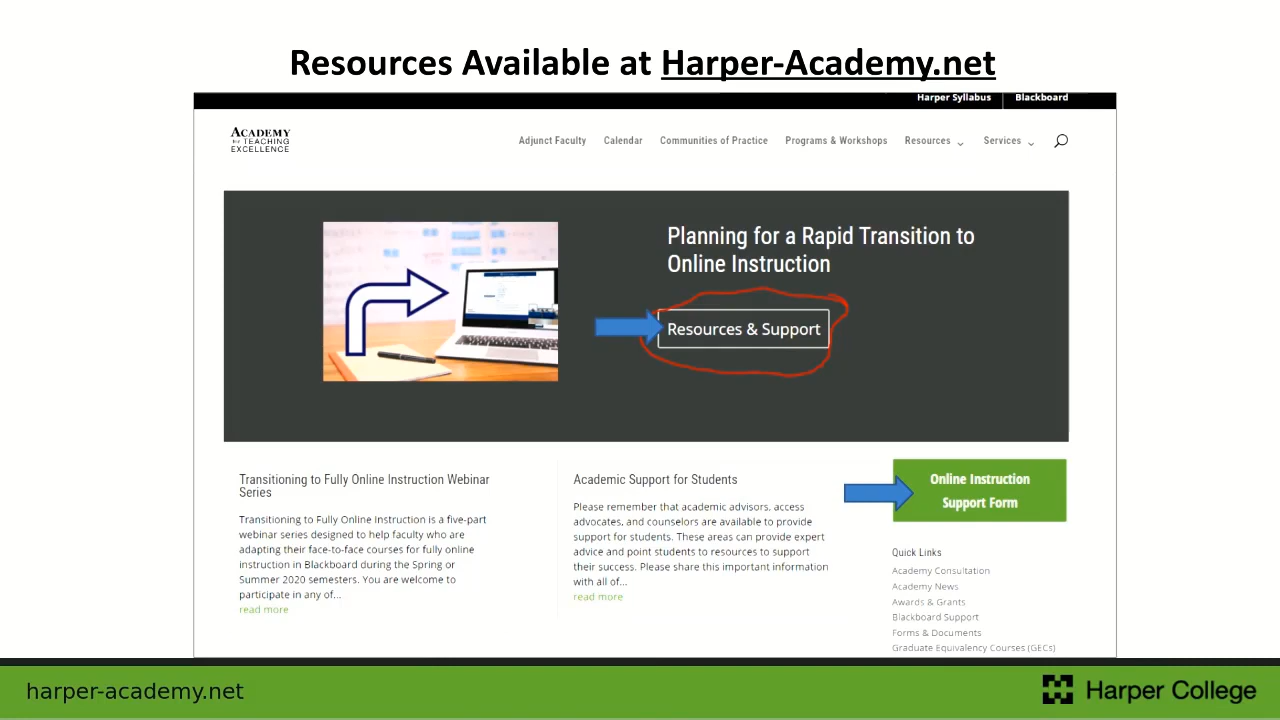 Resources Available at Harper-Academy.net
Harper Syllabus
Blackboard
ACADEMY
for TEACHING
EXCELLENCE
Adjunct Faculty
Calendar
Communities of Practice
Programs & Workshops
Resources
Services
Planning for a Rapid Transition to
Online Instruction
Resources & Support
Transitioning to Fully Online Instruction Webinar
Series
Transitioning to Fully Online Instruction is a five-part
webinar series designed to help faculty who are
adapting their face-to-face courses for fully online
instruction in Blackboard during the Spring or
Summer 2020 semesters. You are welcome to
participate in any of...
read more
Academic Support for Students
Please remember that academic advisors, access
advocates, and counselors are available to provide
support for students. These areas can provide expert
advice and point students to resources to support
their success. Please share this important information
with all of...
read more
Online Instruction
Support Form
Quick Links
Academy Consultation
Academy News
Awards & Grants
Blackboard Support
Forms & Documents
Graduate Equivalency Courses (GECs)
harper-academy.net
Harper College